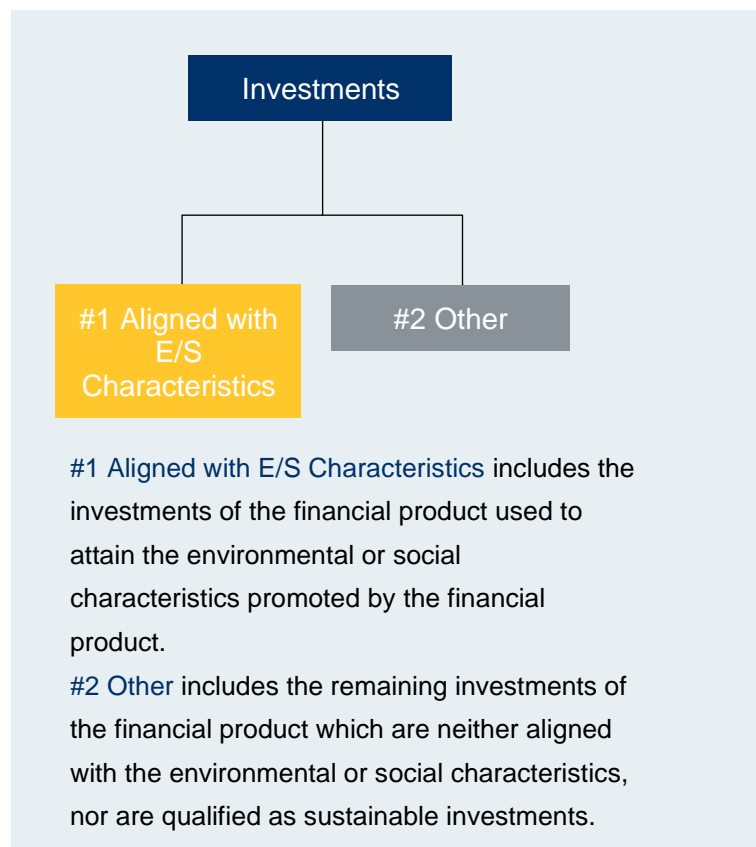 Investments
#1 Aligned with
E/S
Characteristics
#2 Other
#1 Aligned with E/S Characteristics includes the
investments of the financial product used to
attain the environmental or social
characteristics promoted by the financial
product.
#2 Other includes the remaining investments of
the financial product which are neither aligned
with the environmental or social characteristics,
nor are qualified as sustainable investments.